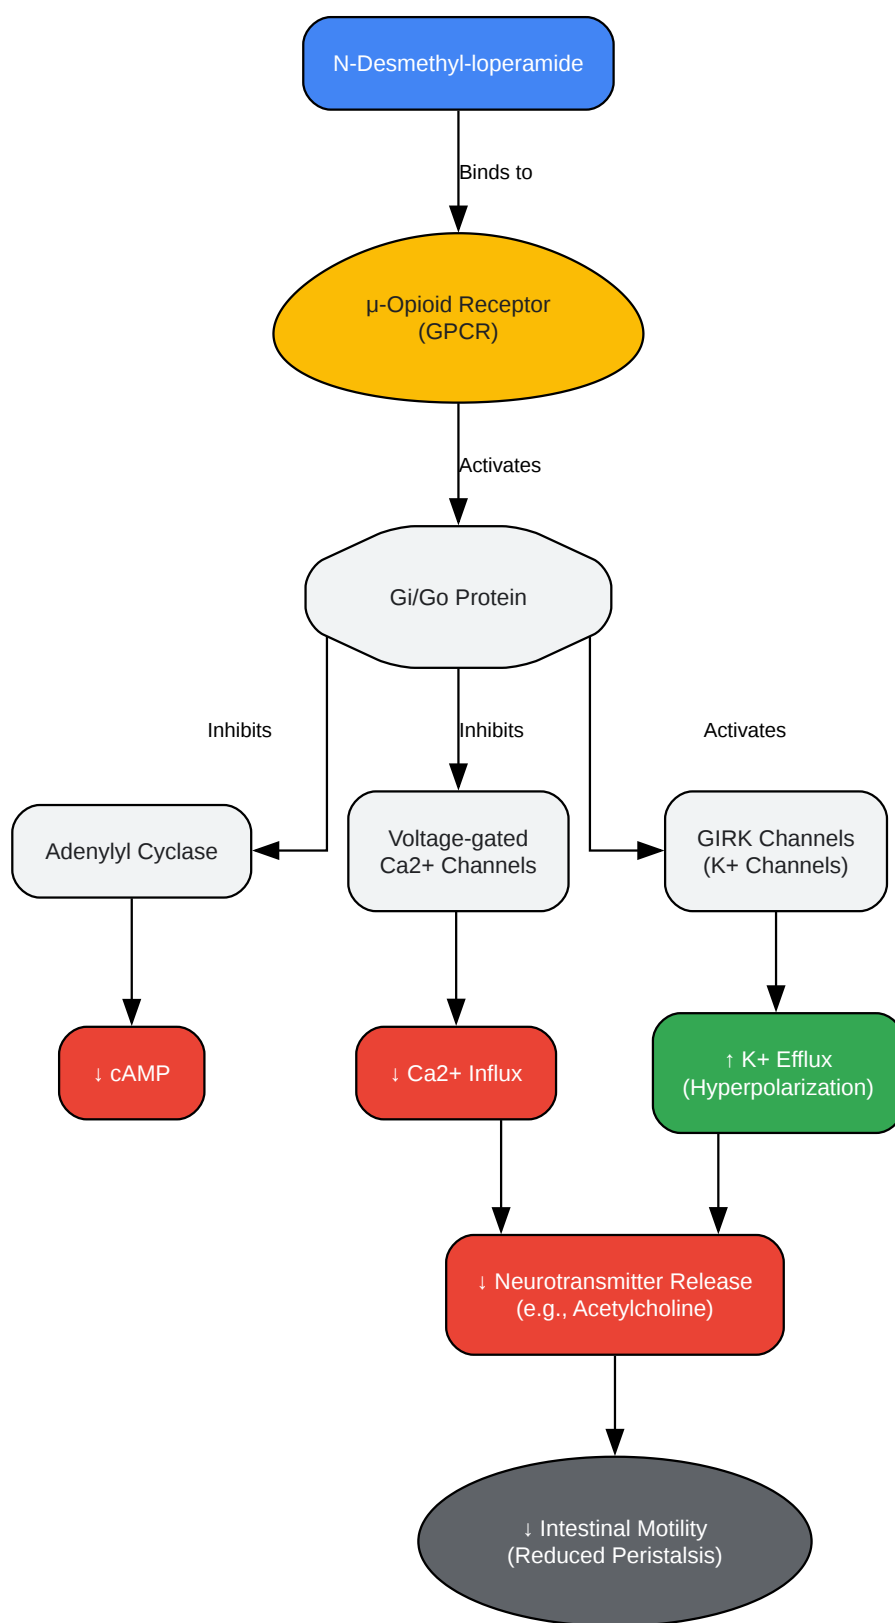 N-Desmethyl-loperamide
Binds to
μ-Opioid Receptor
(GPCR)
Activates
Gi/Go Protein
Inhibits
Inhibits
Activates
Adenylyl Cyclase
Voltage-gated
Ca2+ Channels
GIRK Channels
(K+ Channels)
↓ cAMP
↓ Ca2+ Influx
↑ K+ Efflux
(Hyperpolarization)
↓ Neurotransmitter Release
(e.g., Acetylcholine)
↓ Intestinal Motility
(Reduced Peristalsis)